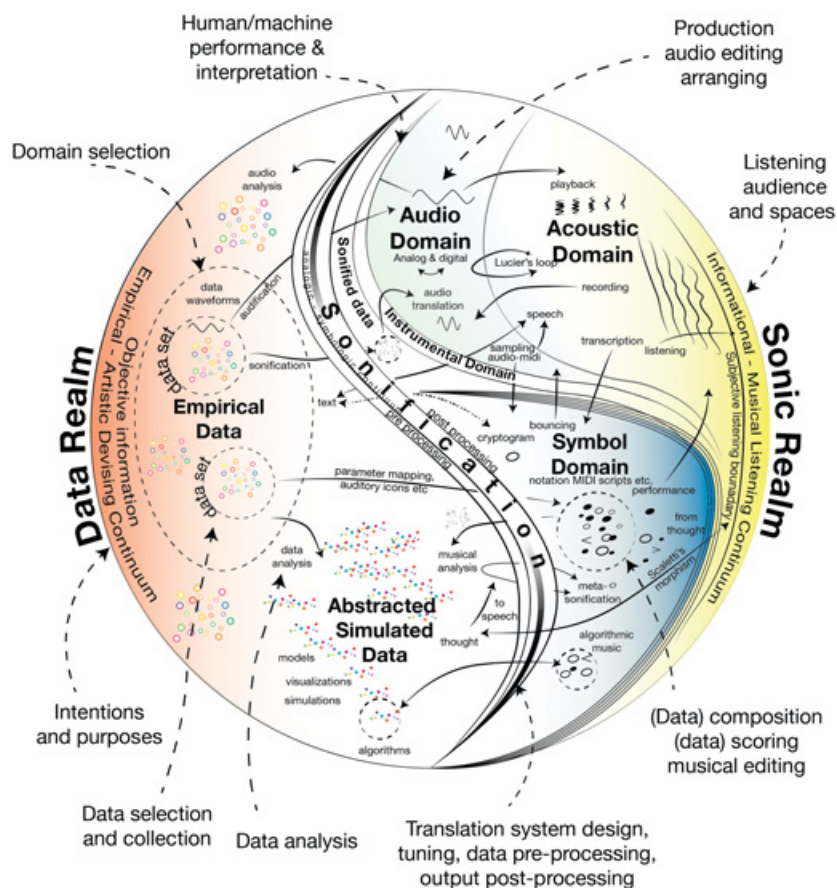 Human/machine
performance &
interpretation
Production
audio editing
arranging
Domain selection
Listening
audience
and spaces
audio
analysis
playback
Audio
Domain
Analog & digital
Acoustic
Domain
Lucier's loop
data
waveforms
audification
Sonified data
audio
translation
recording
speech
Instrumental Domain
sampling
audio-midi
transcription
listening
data set
sonification
text
Empirical
Data
data set
Sonification
analogic
symbolic
pre processing
post processing
cryptogram
bouncing
Symbol
Domain
notation MIDI scripts etc.
performance
from
thought
Scaletti's
morphism
parameter mapping,
auditory icons etc
data
analysis
musical
analysis
meta-
sonification
Abstracted
Simulated
Data
to
speech
thought
algorithmic
music
models
visualizations
simulations
algorithms
Data Realm
Empirical - Artistic Devising Continuum
Objective information
Sonic Realm
Informational - Musical Listening Continuum
Subjective listening bounadary
Intentions
and purposes
Data selection
and collection
Data analysis
Translation system design,
tuning, data pre-processing,
output post-processing
(Data) composition
(data) scoring
musical editing